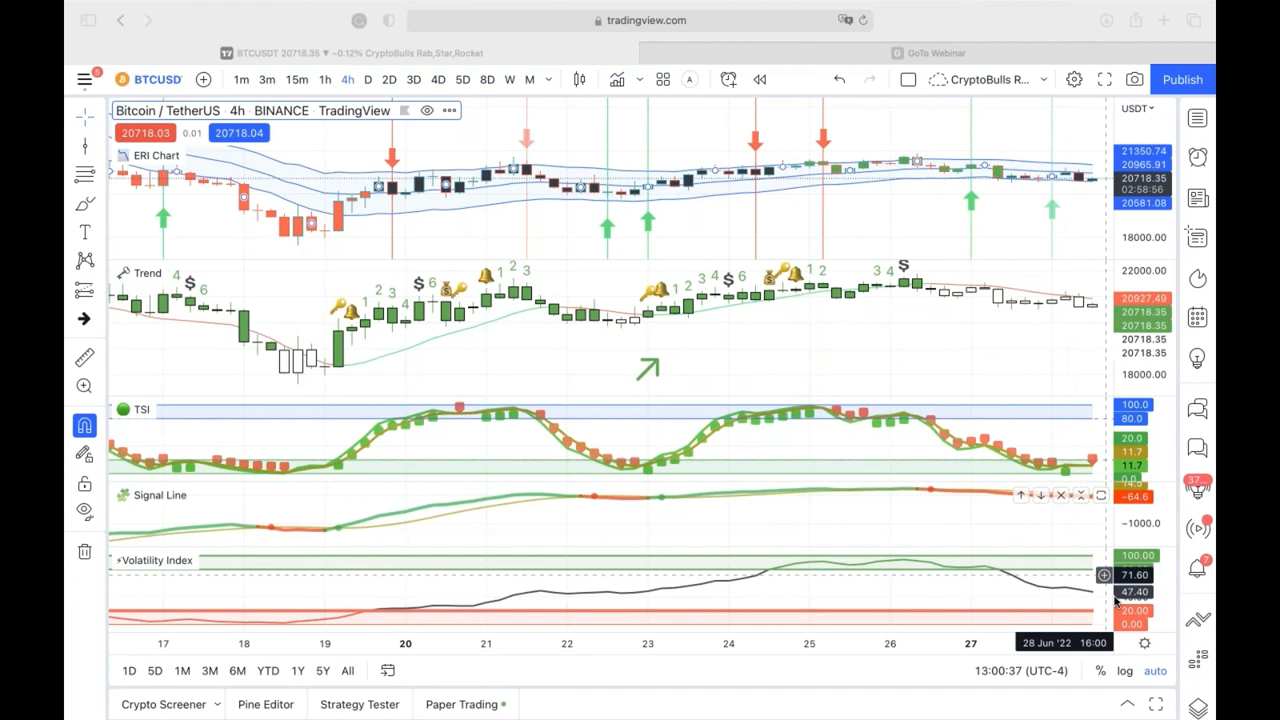 tradingview.com
BTCUSDT 20718.35 ▼ −0.12% CryptoBulls Rab,Star,Rocket
GoTo Webinar
6
BTCUSD 1m 3m 15m 1h 4h D 2D 3D 4D 5D 8D W M CryptoBulls R... Publish
Bitcoin / TetherUS · 4h · BINANCE · TradingView
USDT
20718.03 0.01 20718.04
ERI Chart
21350.74
20965.91
20718.35
02:58:56
20581.08
18000.00
Trend
4 $ 6 1 2 3 4 $ 6 1 2 3 1 2 3 $ 6 1 2 3 4 $
22000.00
20927.49
20718.35
20718.35
20718.35
20718.35
18000.00
TSI
100.0
80.0
20.0
11.7
11.7
0.0
Signal Line
−64.6
−1000.0
37...
Volatility Index
100.00
71.60
47.40
20.00
0.00
7
17 18 19 20 21 22 23 24 25 26 27 28 Jun '22 16:00
1D 5D 1M 3M 6M YTD 1Y 5Y All 13:00:37 (UTC-4) % log auto
Crypto Screener Pine Editor Strategy Tester Paper Trading